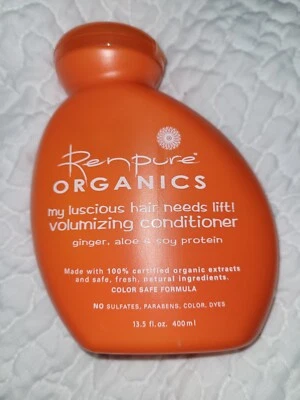 Renpure
ORGANICS
my luscious hair needs lift!
volumizing conditioner
ginger, aloe & soy protein
Made with 100% certified organic extracts
and safe, fresh, natural ingredients.
COLOR SAFE FORMULA
NO SULFATES, PARABENS, COLOR, DYES
13.5 fl. oz. 400ml